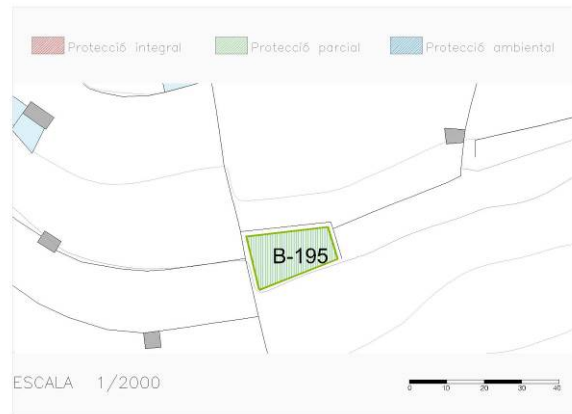 Protecció integral Protecció parcial Protecció ambiental
B-195
ESCALA 1/2000
0 10 20 30 40